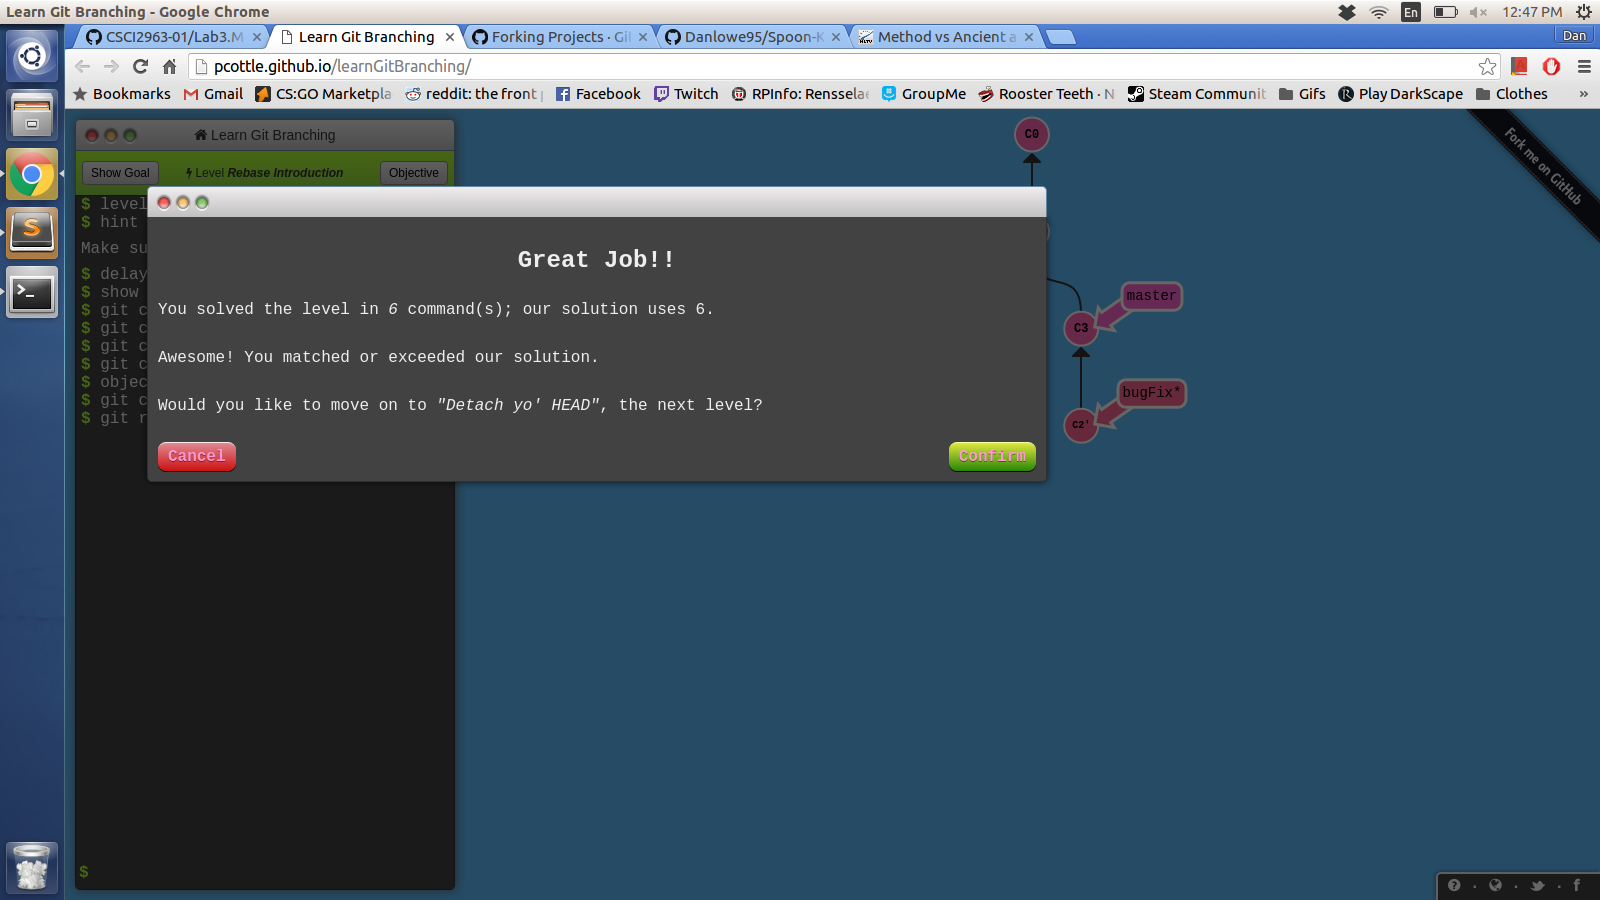 Learn Git Branching - Google Chrome
En
12:47 PM
CSCI2963-01/Lab3.M
Learn Git Branching
Forking Projects · Gi
Danlowe95/Spoon-K
Method vs Ancient a
Dan
pcottle.github.io/learnGitBranching/
Bookmarks
Gmail
CS:GO Marketpla
reddit: the front
Facebook
Twitch
RPInfo: Rensselae
GroupMe
Rooster Teeth · N
Steam Communit
Gifs
Play DarkScape
Clothes
»
Learn Git Branching
Show Goal
Level Rebase Introduction
Objective
$ level
$ hint
Make su
$ delay
$ show
$ git c
$ git c
$ git c
$ git c
$ objec
$ git c
$ git r
$
Great Job!!
You solved the level in 6 command(s); our solution uses 6.
Awesome! You matched or exceeded our solution.
Would you like to move on to "Detach yo' HEAD", the next level?
Cancel
Confirm
C0
master
C3
bugFix*
C2'
Fork me on GitHub